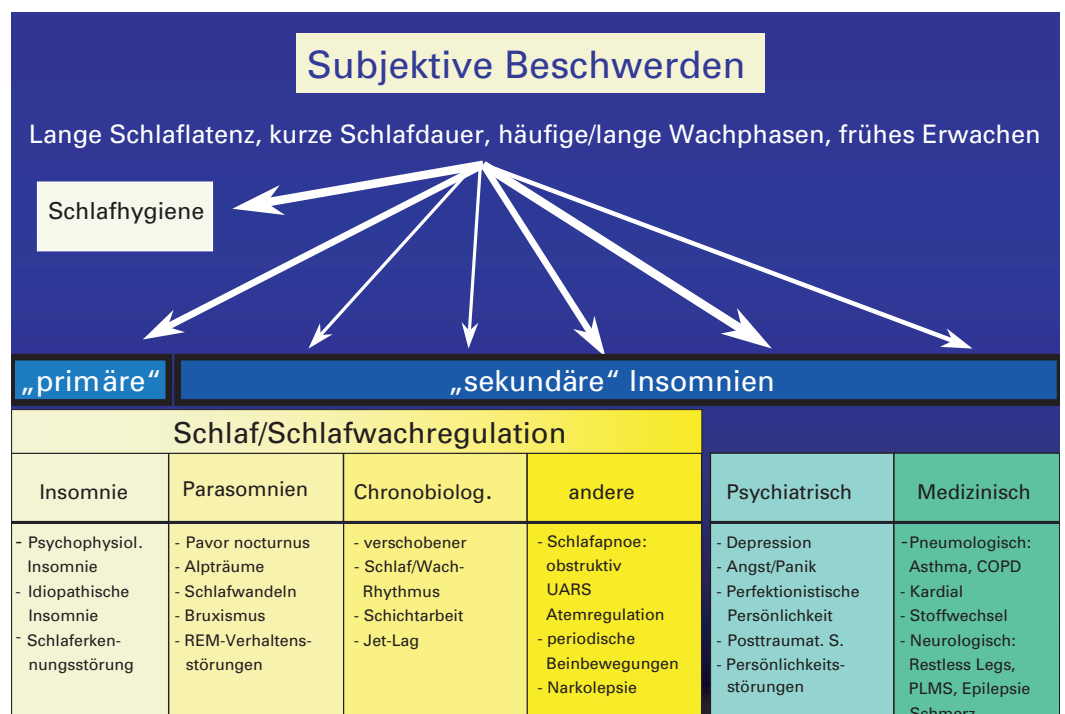 Subjektive Beschwerden
Lange Schlaflatenz, kurze Schlafdauer, häufige/lange Wachphasen, frühes Erwachen
Schlafhygiene
„primäre“
„sekundäre“ Insomnien
Schlaf/Schlafwachregulation
Insomnie
Parasomnien
Chronobiolog.
andere
Psychiatrisch
Medizinisch
- Psychophysiol.
Insomnie
- Idiopathische
Insomnie
- Schlaferken-
nungsstörung
- Pavor nocturnus
- Alpträume
- Schlafwandeln
- Bruxismus
- REM-Verhaltens-
störungen
- verschobener
- Schlaf/Wach-
Rhythmus
- Schichtarbeit
- Jet-Lag
- Schlafapnoe:
obstruktiv
UARS
Atemregulation
- periodische
Beinbewegungen
- Narkolepsie
- Depression
- Angst/Panik
- Perfektionistische
Persönlichkeit
- Posttraumat. S.
- Persönlichkeits-
störungen
-Pneumologisch:
Asthma, COPD
- Kardial
- Stoffwechsel
- Neurologisch:
Restless Legs,
PLMS, Epilepsie
Schmerz